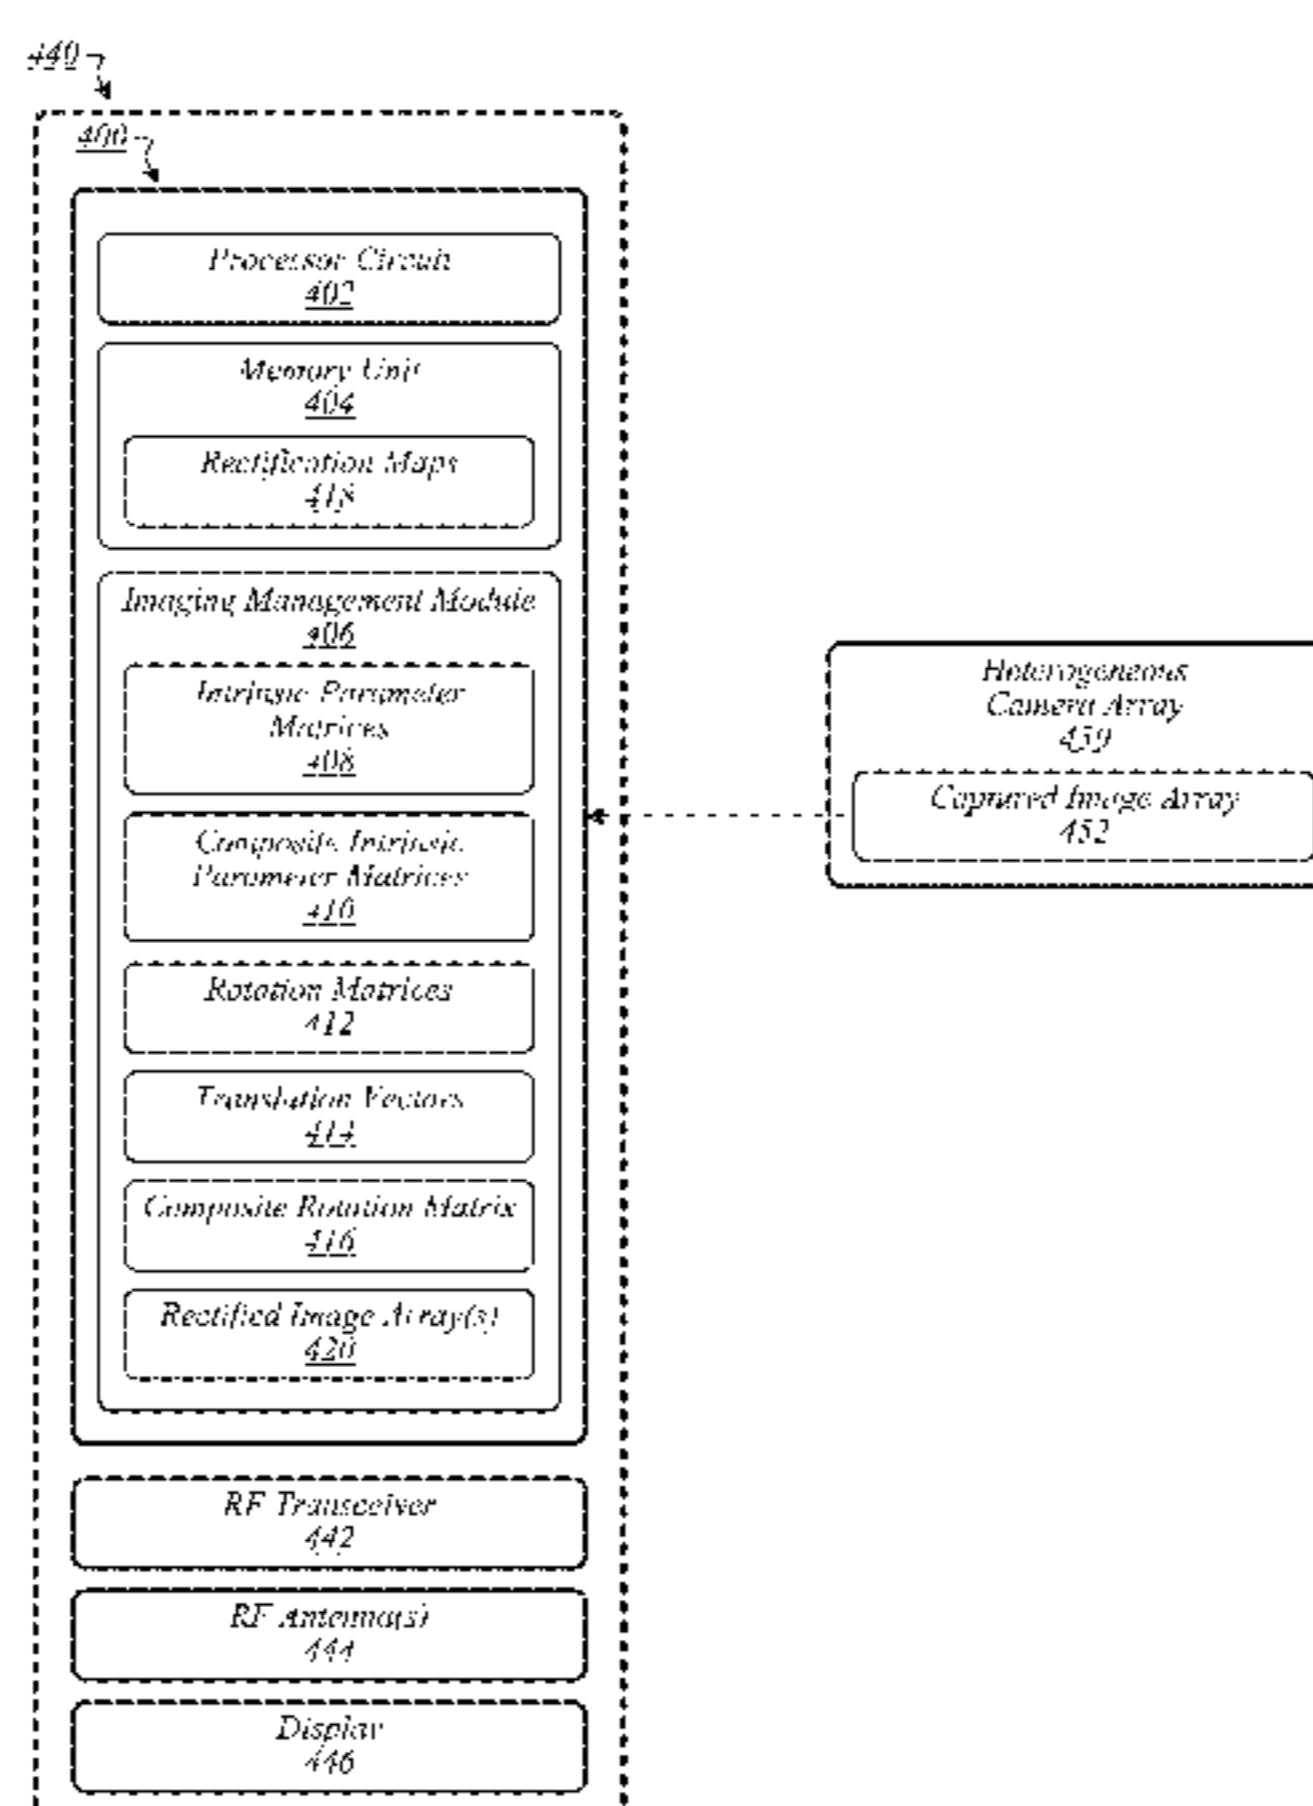 440
400
Processor Circuit
402
Memory Unit
404
Rectification Maps
418
Imaging Management Module
406
Intrinsic Parameter
Matrices
408
Composite Intrinsic
Parameter Matrices
410
Rotation Matrices
412
Translation Vectors
414
Composite Rotation Matrix
416
Rectified Image Array(s)
420
RF Transceiver
442
RF Antenna(s)
444
Display
446
Heterogeneous
Camera Array
450
Captured Image Array
452